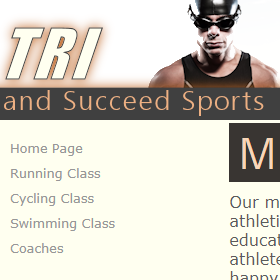 TRI
and Succeed Sports
Home Page
Running Class
Cycling Class
Swimming Class
Coaches
M
Our m
athleti
educat
athlete
happy